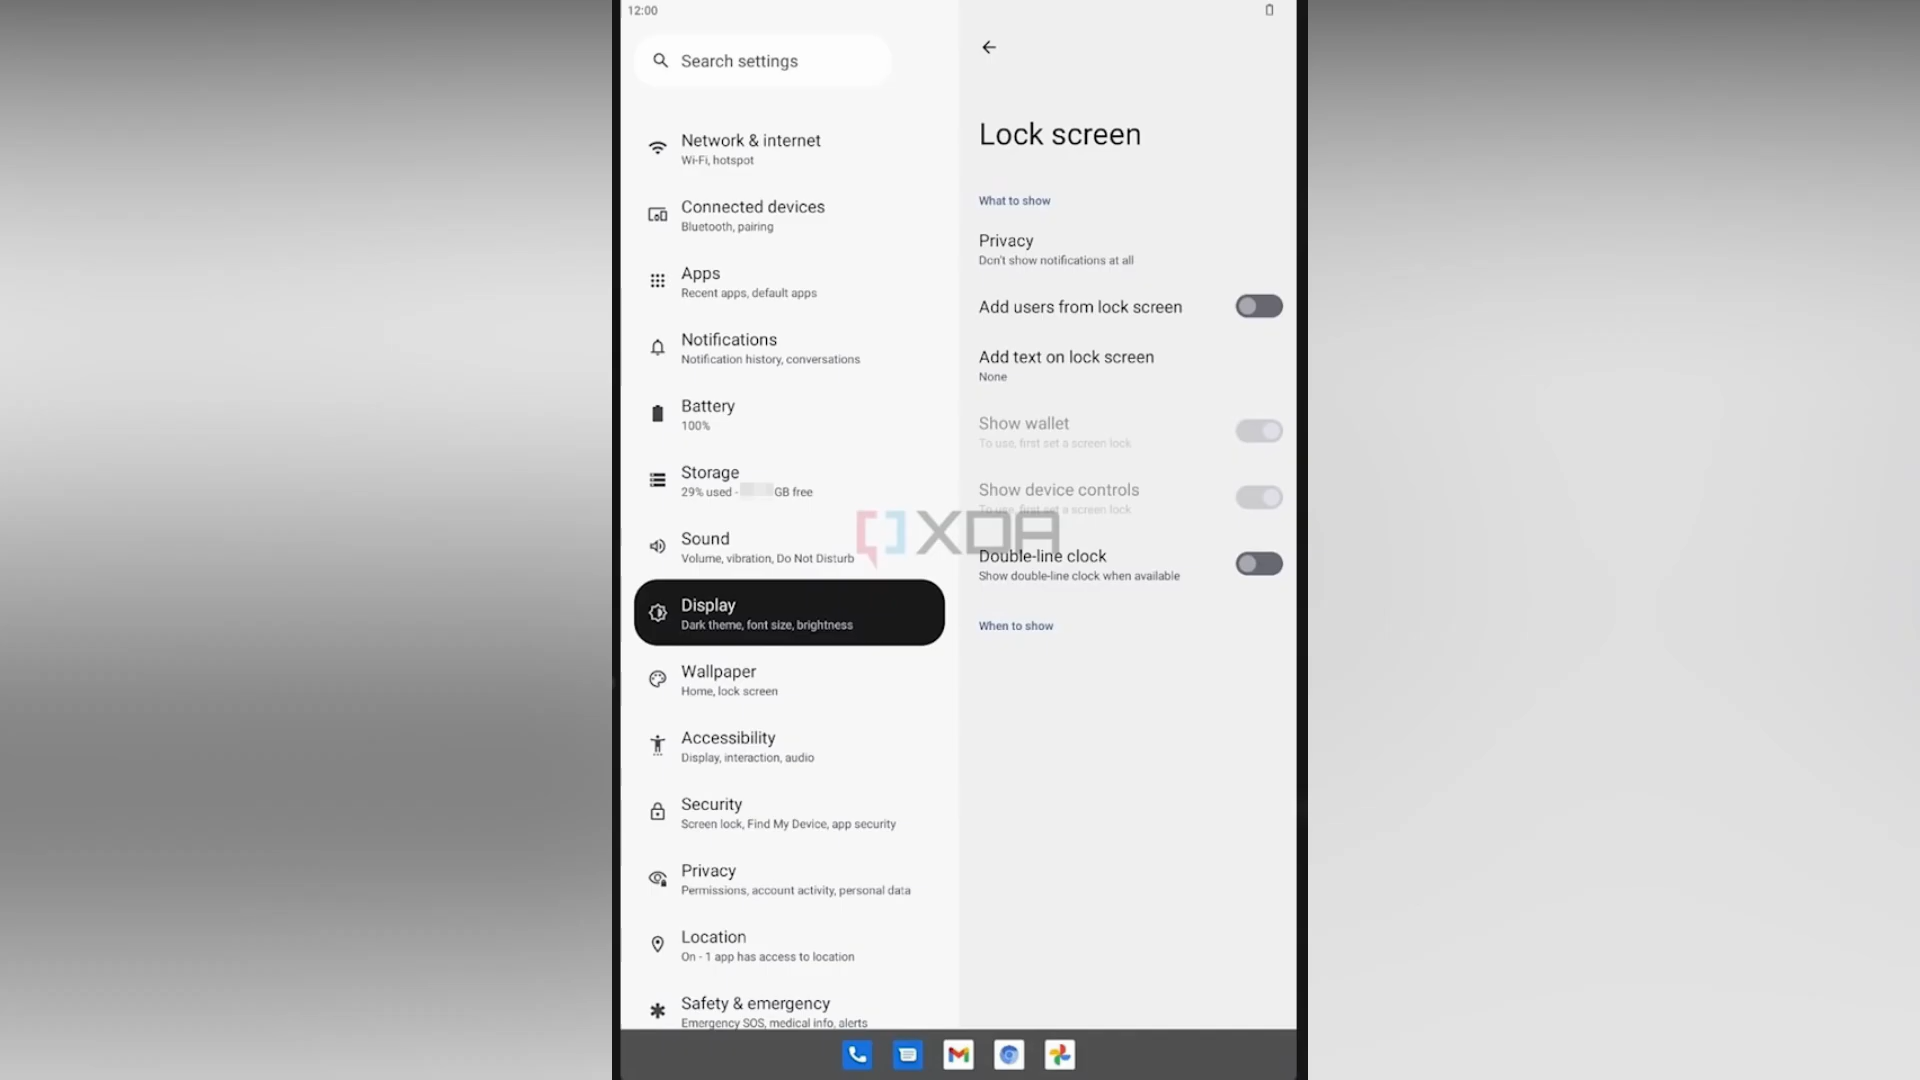 12:00
Search settings
Network & internet
Wi-Fi, hotspot
Connected devices
Bluetooth, pairing
Apps
Recent apps, default apps
Notifications
Notification history, conversations
Battery
100%
Storage
29% used - GB free
Sound
Volume, vibration, Do Not Disturb
Display
Dark theme, font size, brightness
Wallpaper
Home, lock screen
Accessibility
Display, interaction, audio
Security
Screen lock, Find My Device, app security
Privacy
Permissions, account activity, personal data
Location
On - 1 app has access to location
Safety & emergency
Emergency SOS, medical info, alerts
Lock screen
What to show
Privacy
Don't show notifications at all
Add users from lock screen
Add text on lock screen
None
Show wallet
To use, first set a screen lock
Show device controls
To use, first set a screen lock
XDA
Double-line clock
Show double-line clock when available
When to show